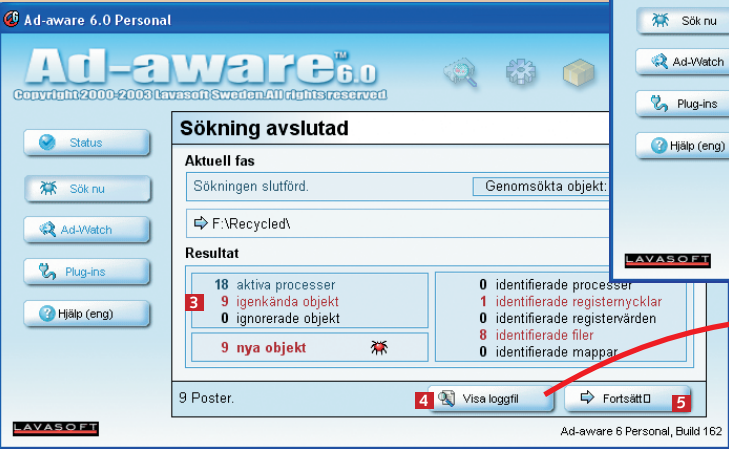 Ad-aware 6.0 Personal
Ad-aware 6.0
TM
Copyright 2000-2003 Lavasoft Sweden. All rights reserved
Status
Sök nu
Ad-Watch
Plug-ins
Hjälp (eng)
LAVASOFT
Sökning avslutad
Aktuell fas
Sökningen slutförd.
Genomsökta objekt:
F:\Recycled\
Resultat
18 aktiva processer
3
9 igenkända objekt
0 ignorerade objekt
9 nya objekt
0 identifierade processer
1 identifierade registernycklar
0 identifierade registervärden
8 identifierade filer
0 identifierade mappar
9 Poster.
4 Visa loggfil
Fortsätt□ 5
Ad-aware 6 Personal, Build 162
Sök nu
Ad-Watch
Plug-ins
Hjälp (eng)
LAVASOFT